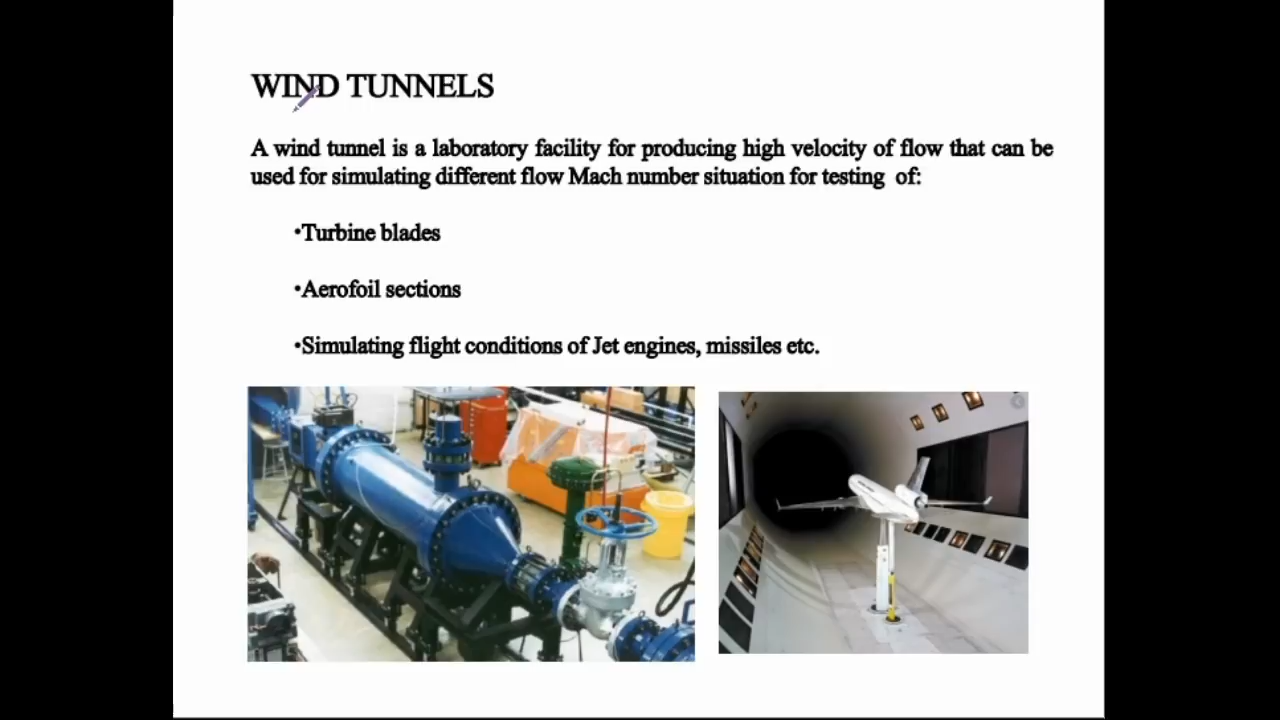 WIND TUNNELS
A wind tunnel is a laboratory facility for producing high velocity of flow that can be
used for simulating different flow Mach number situation for testing of:
•Turbine blades
•Aerofoil sections
•Simulating flight conditions of Jet engines, missiles etc.